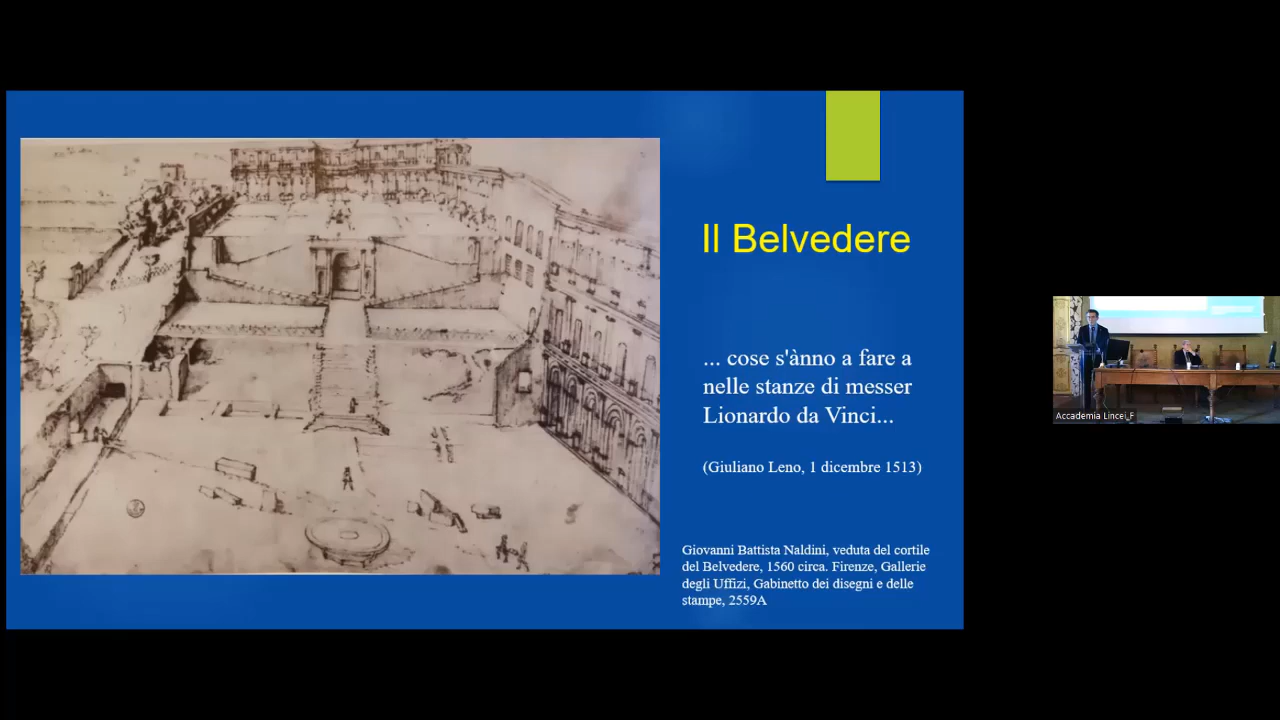 Il Belvedere
... cose s'ànno a fare a
nelle stanze di messer
Lionardo da Vinci...
(Giuliano Leno, 1 dicembre 1513)
Giovanni Battista Naldini, veduta del cortile
del Belvedere, 1560 circa. Firenze, Gallerie
degli Uffizi, Gabinetto dei disegni e delle
stampe, 2559A
Accademia Lincei_F